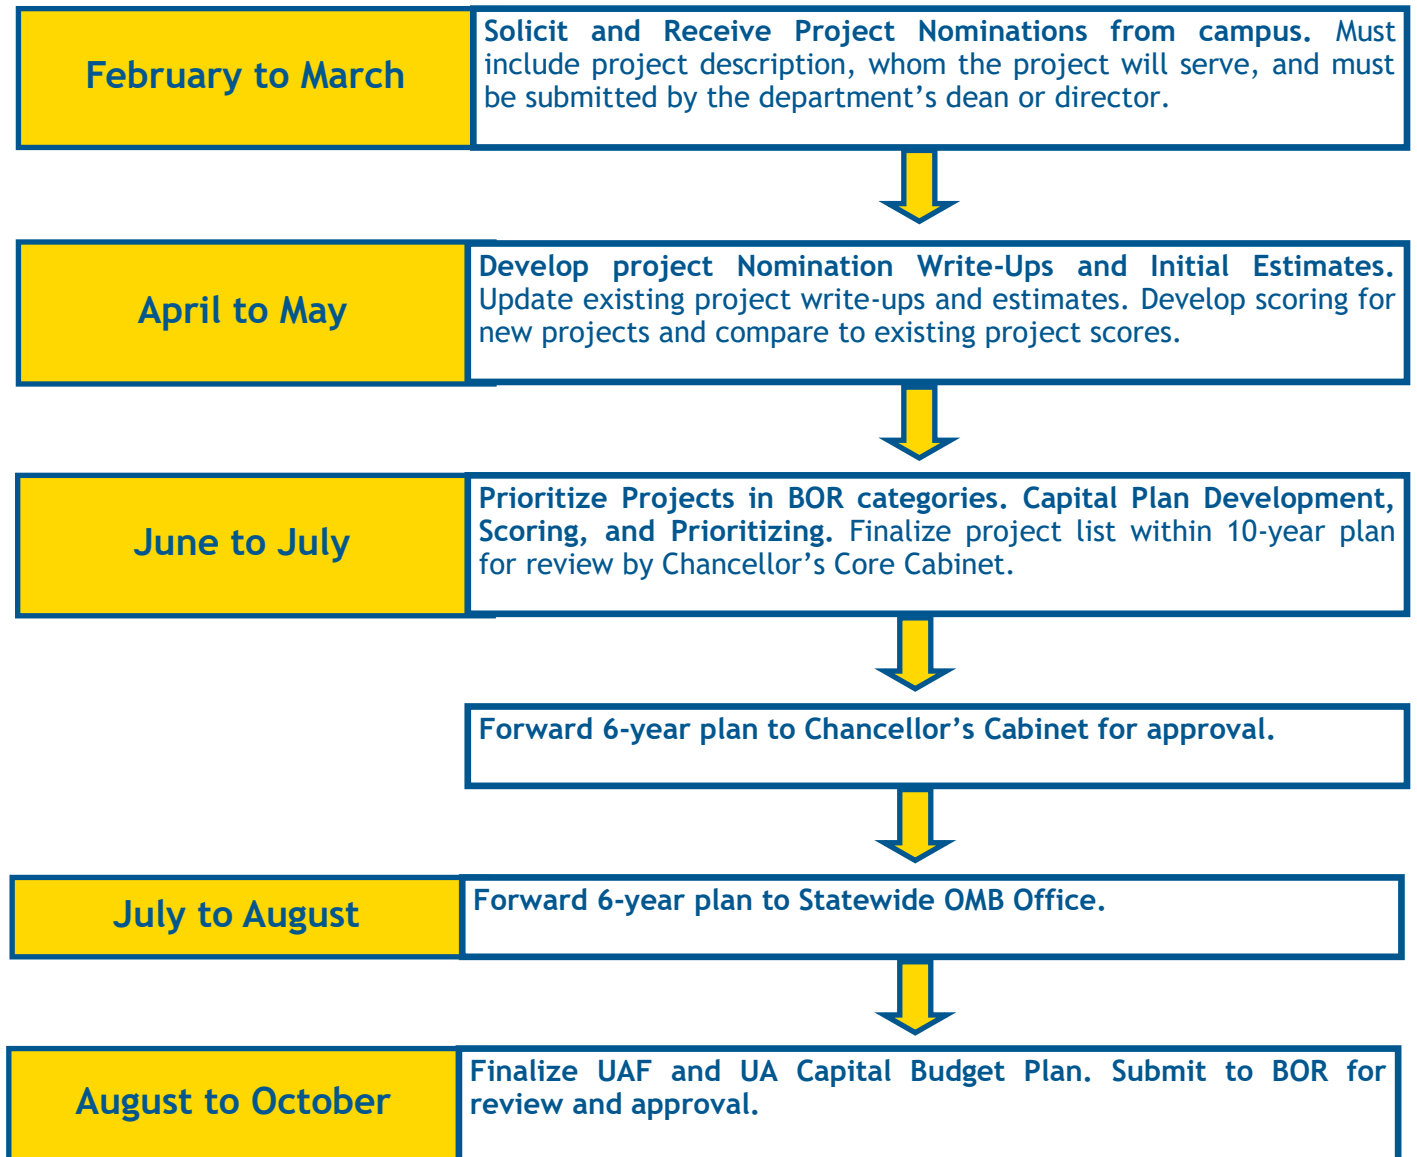 February to March
Solicit and Receive Project Nominations from campus. Must
include project description, whom the project will serve, and must
be submitted by the department’s dean or director.
April to May
Develop project Nomination Write-Ups and Initial Estimates.
Update existing project write-ups and estimates. Develop scoring for
new projects and compare to existing project scores.
June to July
Prioritize Projects in BOR categories. Capital Plan Development,
Scoring, and Prioritizing. Finalize project list within 10-year plan
for review by Chancellor’s Core Cabinet.
Forward 6-year plan to Chancellor’s Cabinet for approval.
July to August
Forward 6-year plan to Statewide OMB Office.
August to October
Finalize UAF and UA Capital Budget Plan. Submit to BOR for
review and approval.